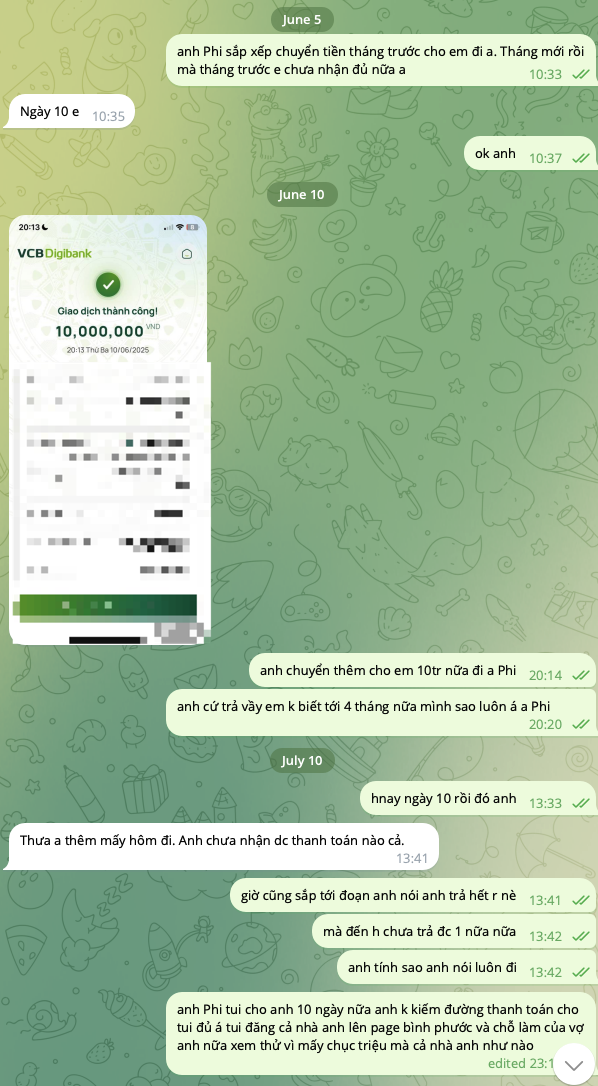 June 5
anh Phi sắp xếp chuyển tiền tháng trước cho em đi a. Tháng mới rồi
mà tháng trước e chưa nhận đủ nữa a
10:33
Ngày 10 e 10:35
ok anh 10:37
June 10
20:13
VCB Digibank
Giao dịch thành công!
10,000,000 VND
20:13 Thứ Ba 10/06/2025
anh chuyển thêm cho em 10tr nữa đi a Phi 20:14
anh cứ trả vầy em k biết tới 4 tháng nữa mình sao luôn á a Phi
20:20
July 10
hnay ngày 10 rồi đó anh 13:33
Thưa a thêm mấy hôm đi. Anh chưa nhận dc thanh toán nào cả.
13:41
giờ cũng sắp tới đoạn anh nói anh trả hết r nè 13:41
mà đến h chưa trả đc 1 nữa nữa 13:42
anh tính sao anh nói luôn đi 13:42
anh Phi tui cho anh 10 ngày nữa anh k kiếm đường thanh toán cho
tui đủ á tui đăng cả nhà anh lên page bình phước và chỗ làm của vợ
anh nữa xem thử vì mấy chục triệu mà cả nhà anh như nào
edited